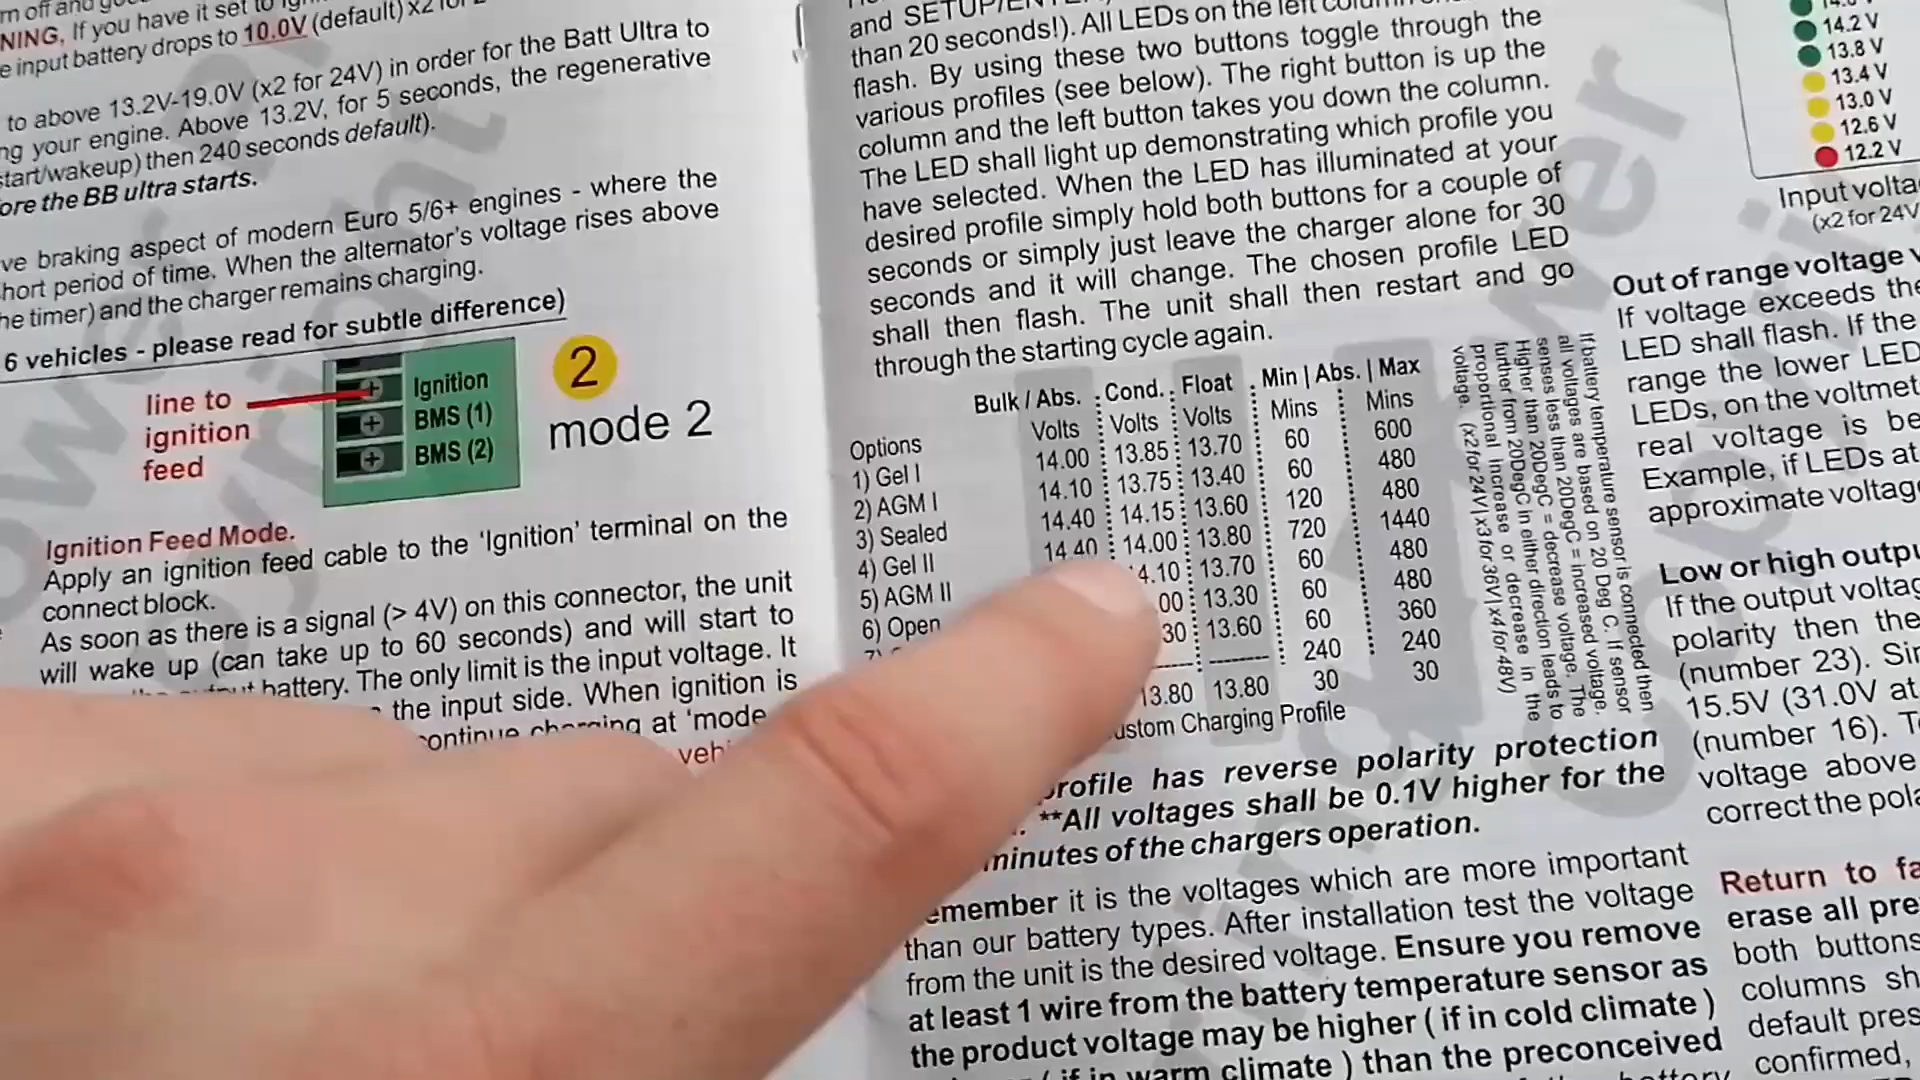 NING, If you have it set to
e input battery drops to 10.0V (default) x2 for
to above 13.2V-19.0V (x2 for 24V) in order for the Batt Ultra to
ng your engine. Above 13.2V, for 5 seconds, the regenerative
start/wakeup) then 240 seconds default).
ore the BB ultra starts.
ve braking aspect of modern Euro 5/6+ engines - where the
hort period of time. When the alternator's voltage rises above
he timer) and the charger remains charging.
6 vehicles - please read for subtle difference)
line to
ignition
feed
Ignition
BMS (1)
BMS (2)
2
mode 2
Ignition Feed Mode.
Apply an ignition feed cable to the 'Ignition' terminal on the
connect block.
As soon as there is a signal (> 4V) on this connector, the unit
will wake up (can take up to 60 seconds) and will start to
battery. The only limit is the input voltage. It
the input side. When ignition is
continue charging at 'mode
vehi
and SETUP/ENTER
than 20 seconds!). All LEDs on the left column
flash. By using these two buttons toggle through the
various profiles (see below). The right button is up the
column and the left button takes you down the column.
The LED shall light up demonstrating which profile you
have selected. When the LED has illuminated at your
desired profile simply hold both buttons for a couple of
seconds or simply just leave the charger alone for 30
seconds and it will change. The chosen profile LED
shall then flash. The unit shall then restart and go
through the starting cycle again.
Bulk / Abs. Cond. Float Min | Abs. | Max
Options Volts Volts Volts Mins Mins
1) Gel I 14.00 13.85 13.70 60 600
2) AGM I 14.10 13.75 13.40 60 480
3) Sealed 14.40 14.15 13.60 120 480
4) Gel II 14.40 14.00 13.80 720 1440
5) AGM II 4.10 13.70 60 480
6) Open 00 13.30 60 480
30 13.60 60 360
240 240
13.80 13.80 30 30
ustom Charging Profile
If battery temperature sensor is connected then
all voltages are based on 20 Deg C. If sensor
senses less than 20DegC = increased voltage.
Higher than 20DegC = decrease voltage. The
further from 20DegC in either direction leads to
proportional increase or decrease in the
voltage. (x2 for 24V| x3 for 36V| x4 for 48V)
rofile has reverse polarity protection
**All voltages shall be 0.1V higher for the
minutes of the chargers operation.
emember it is the voltages which are more important
than our battery types. After installation test the voltage
from the unit is the desired voltage. Ensure you remove
at least 1 wire from the battery temperature sensor as
the product voltage may be higher ( if in cold climate )
( if in warm climate ) than the preconceived
14.2 V
13.8 V
13.4 V
13.0 V
12.6 V
12.2 V
Input volta
(x2 for 24V
Out of range voltage
If voltage exceeds the
LED shall flash. If the
range the lower LED
LEDs, on the voltmet
real voltage is be
Example, if LEDs at
approximate voltag
Low or high outpu
If the output voltag
polarity then the
(number 23). Sin
15.5V (31.0V at
(number 16). T
voltage above
correct the pola
Return to fa
erase all pre
both buttons
columns sh
default pres
confirmed,